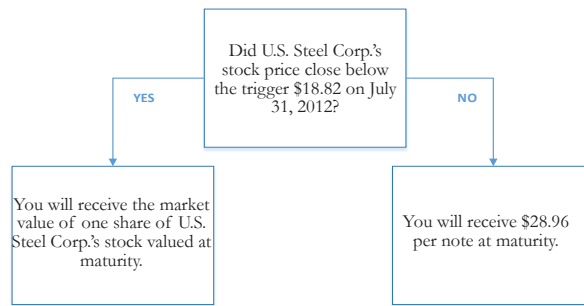 Did U.S. Steel Corp.'s
stock price close below
the trigger $18.82 on July
31, 2012?
YES
NO
You will receive the market
value of one share of U.S.
Steel Corp.'s stock valued at
maturity.
You will receive $28.96
per note at maturity.